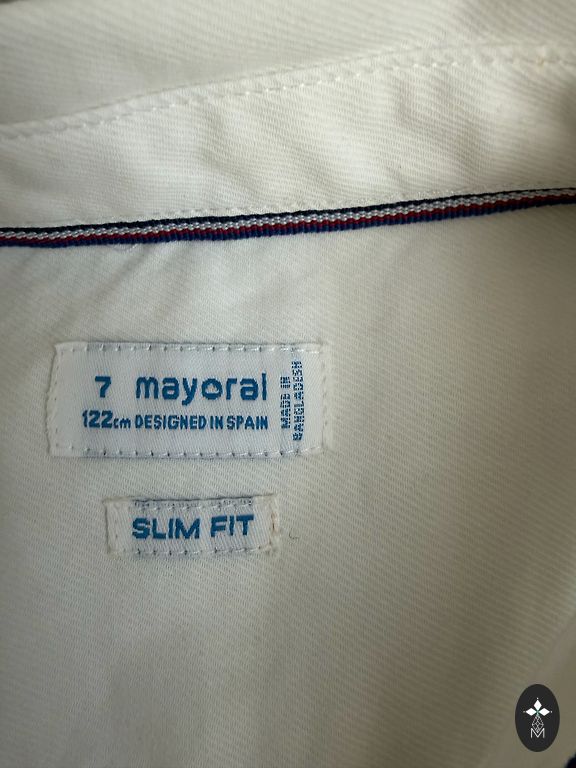 7 mayoral
122cm DESIGNED IN SPAIN
MADE IN
BANGLADESH
SLIM FIT
M